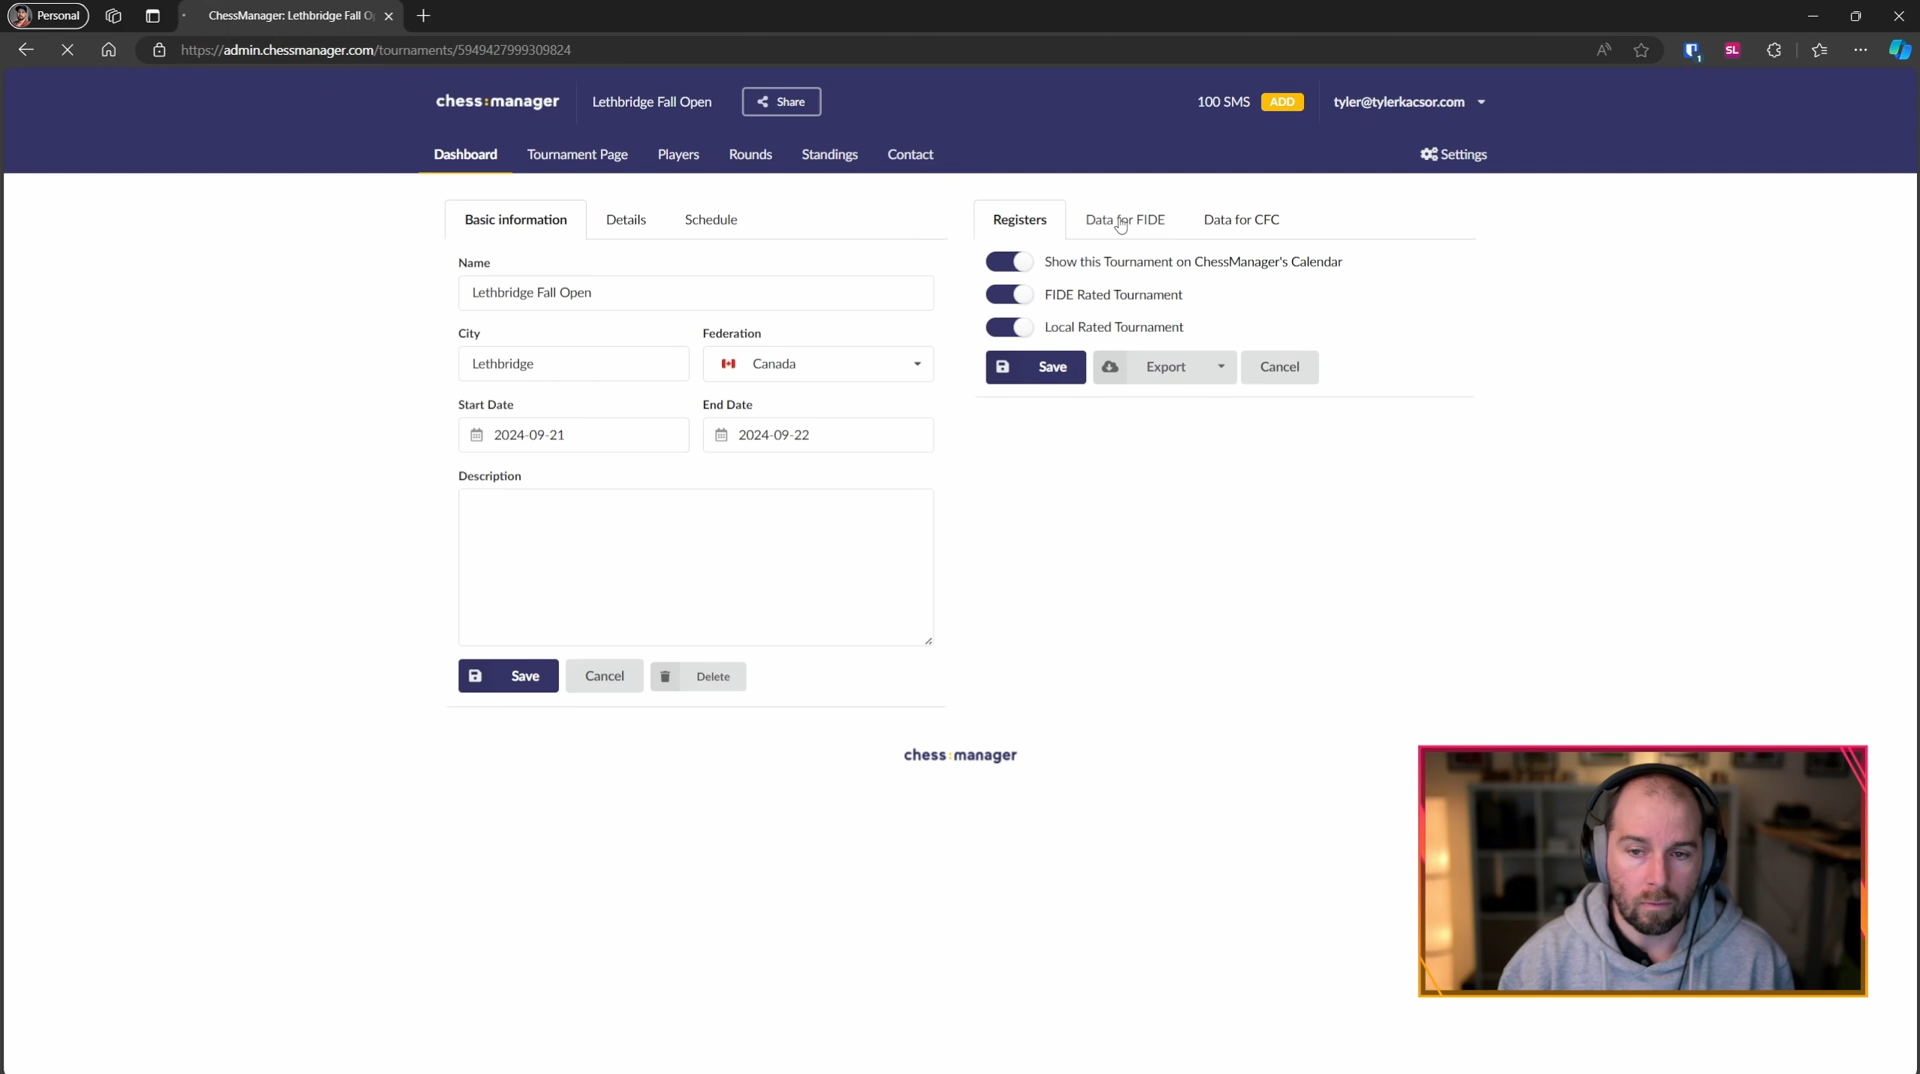 Personal
ChessManager: Lethbridge Fall O
https://admin.chessmanager.com/tournaments/5949427999309824
SL
1
chess:manager
Lethbridge Fall Open
Share
100 SMS
ADD
tyler@tylerkacsor.com
Dashboard
Tournament Page
Players
Rounds
Standings
Contact
Settings
Basic information
Details
Schedule
Registers
Data for FIDE
Data for CFC
Name
Lethbridge Fall Open
City
Federation
Lethbridge
Canada
Start Date
End Date
2024-09-21
2024-09-22
Description
Save
Cancel
Delete
Show this Tournament on ChessManager's Calendar
FIDE Rated Tournament
Local Rated Tournament
Save
Export
Cancel
chess:manager